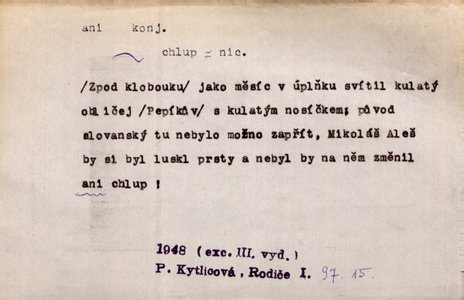 ani konj.
~ chlup = nic.
/Zpod klobouku/ jako měsíc v úplňku svítil kulatý
obličej /Pepíkův/ s kulatým nosíčkem; původ
slovanský tu nebylo možno zapřít, Mikoláš Aleš
by si byl luskl prsty a nebyl by na něm změnil
ani chlup !
1948 (exc. III. vyd.)
P. Kytlicová, Rodiče I. 97. 15.